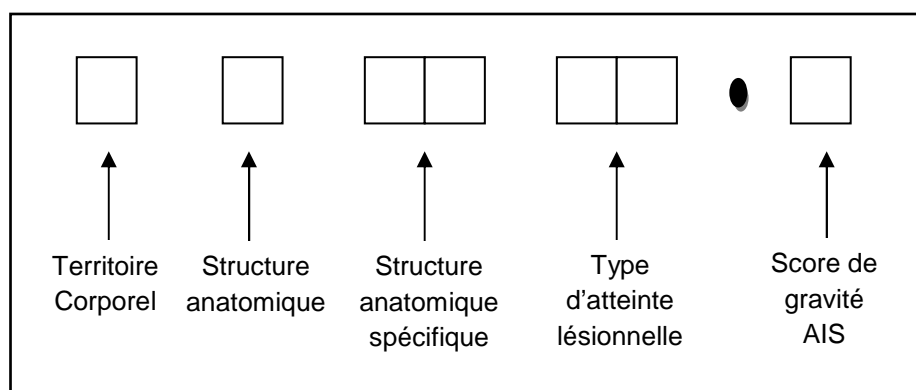 Territoire
Corporel
Structure
anatomique
Structure
anatomique
spécifique
Type
d'atteinte
lésionnelle
Score de
gravité
AIS